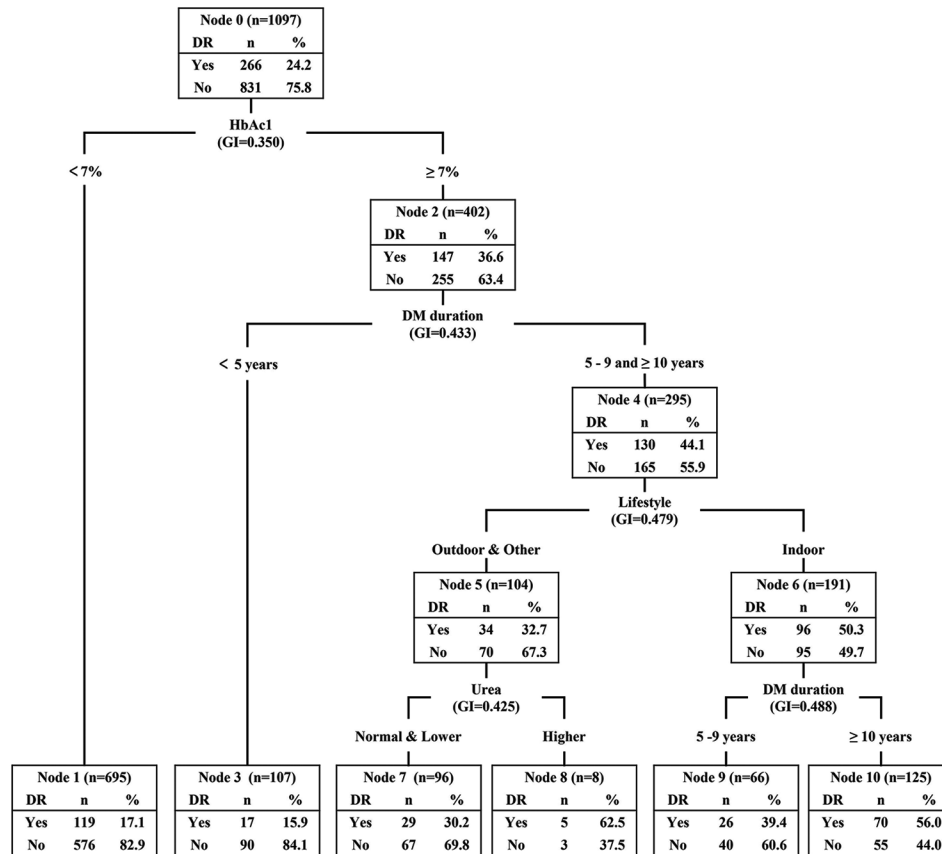 Node 0 (n=1097)
DR n %
Yes 266 24.2
No 831 75.8
HbAc1
(GI=0.350)
< 7%
≥ 7%
Node 2 (n=402)
DR n %
Yes 147 36.6
No 255 63.4
DM duration
(GI=0.433)
< 5 years
5 - 9 and ≥ 10 years
Node 4 (n=295)
DR n %
Yes 130 44.1
No 165 55.9
Lifestyle
(GI=0.479)
Outdoor & Other
Indoor
Node 5 (n=104)
DR n %
Yes 34 32.7
No 70 67.3
Node 6 (n=191)
DR n %
Yes 96 50.3
No 95 49.7
Urea
(GI=0.425)
DM duration
(GI=0.488)
Normal & Lower
Higher
5 -9 years
≥ 10 years
Node 1 (n=695)
DR n %
Yes 119 17.1
No 576 82.9
Node 3 (n=107)
DR n %
Yes 17 15.9
No 90 84.1
Node 7 (n=96)
DR n %
Yes 29 30.2
No 67 69.8
Node 8 (n=8)
DR n %
Yes 5 62.5
No 3 37.5
Node 9 (n=66)
DR n %
Yes 26 39.4
No 40 60.6
Node 10 (n=125)
DR n %
Yes 70 56.0
No 55 44.0